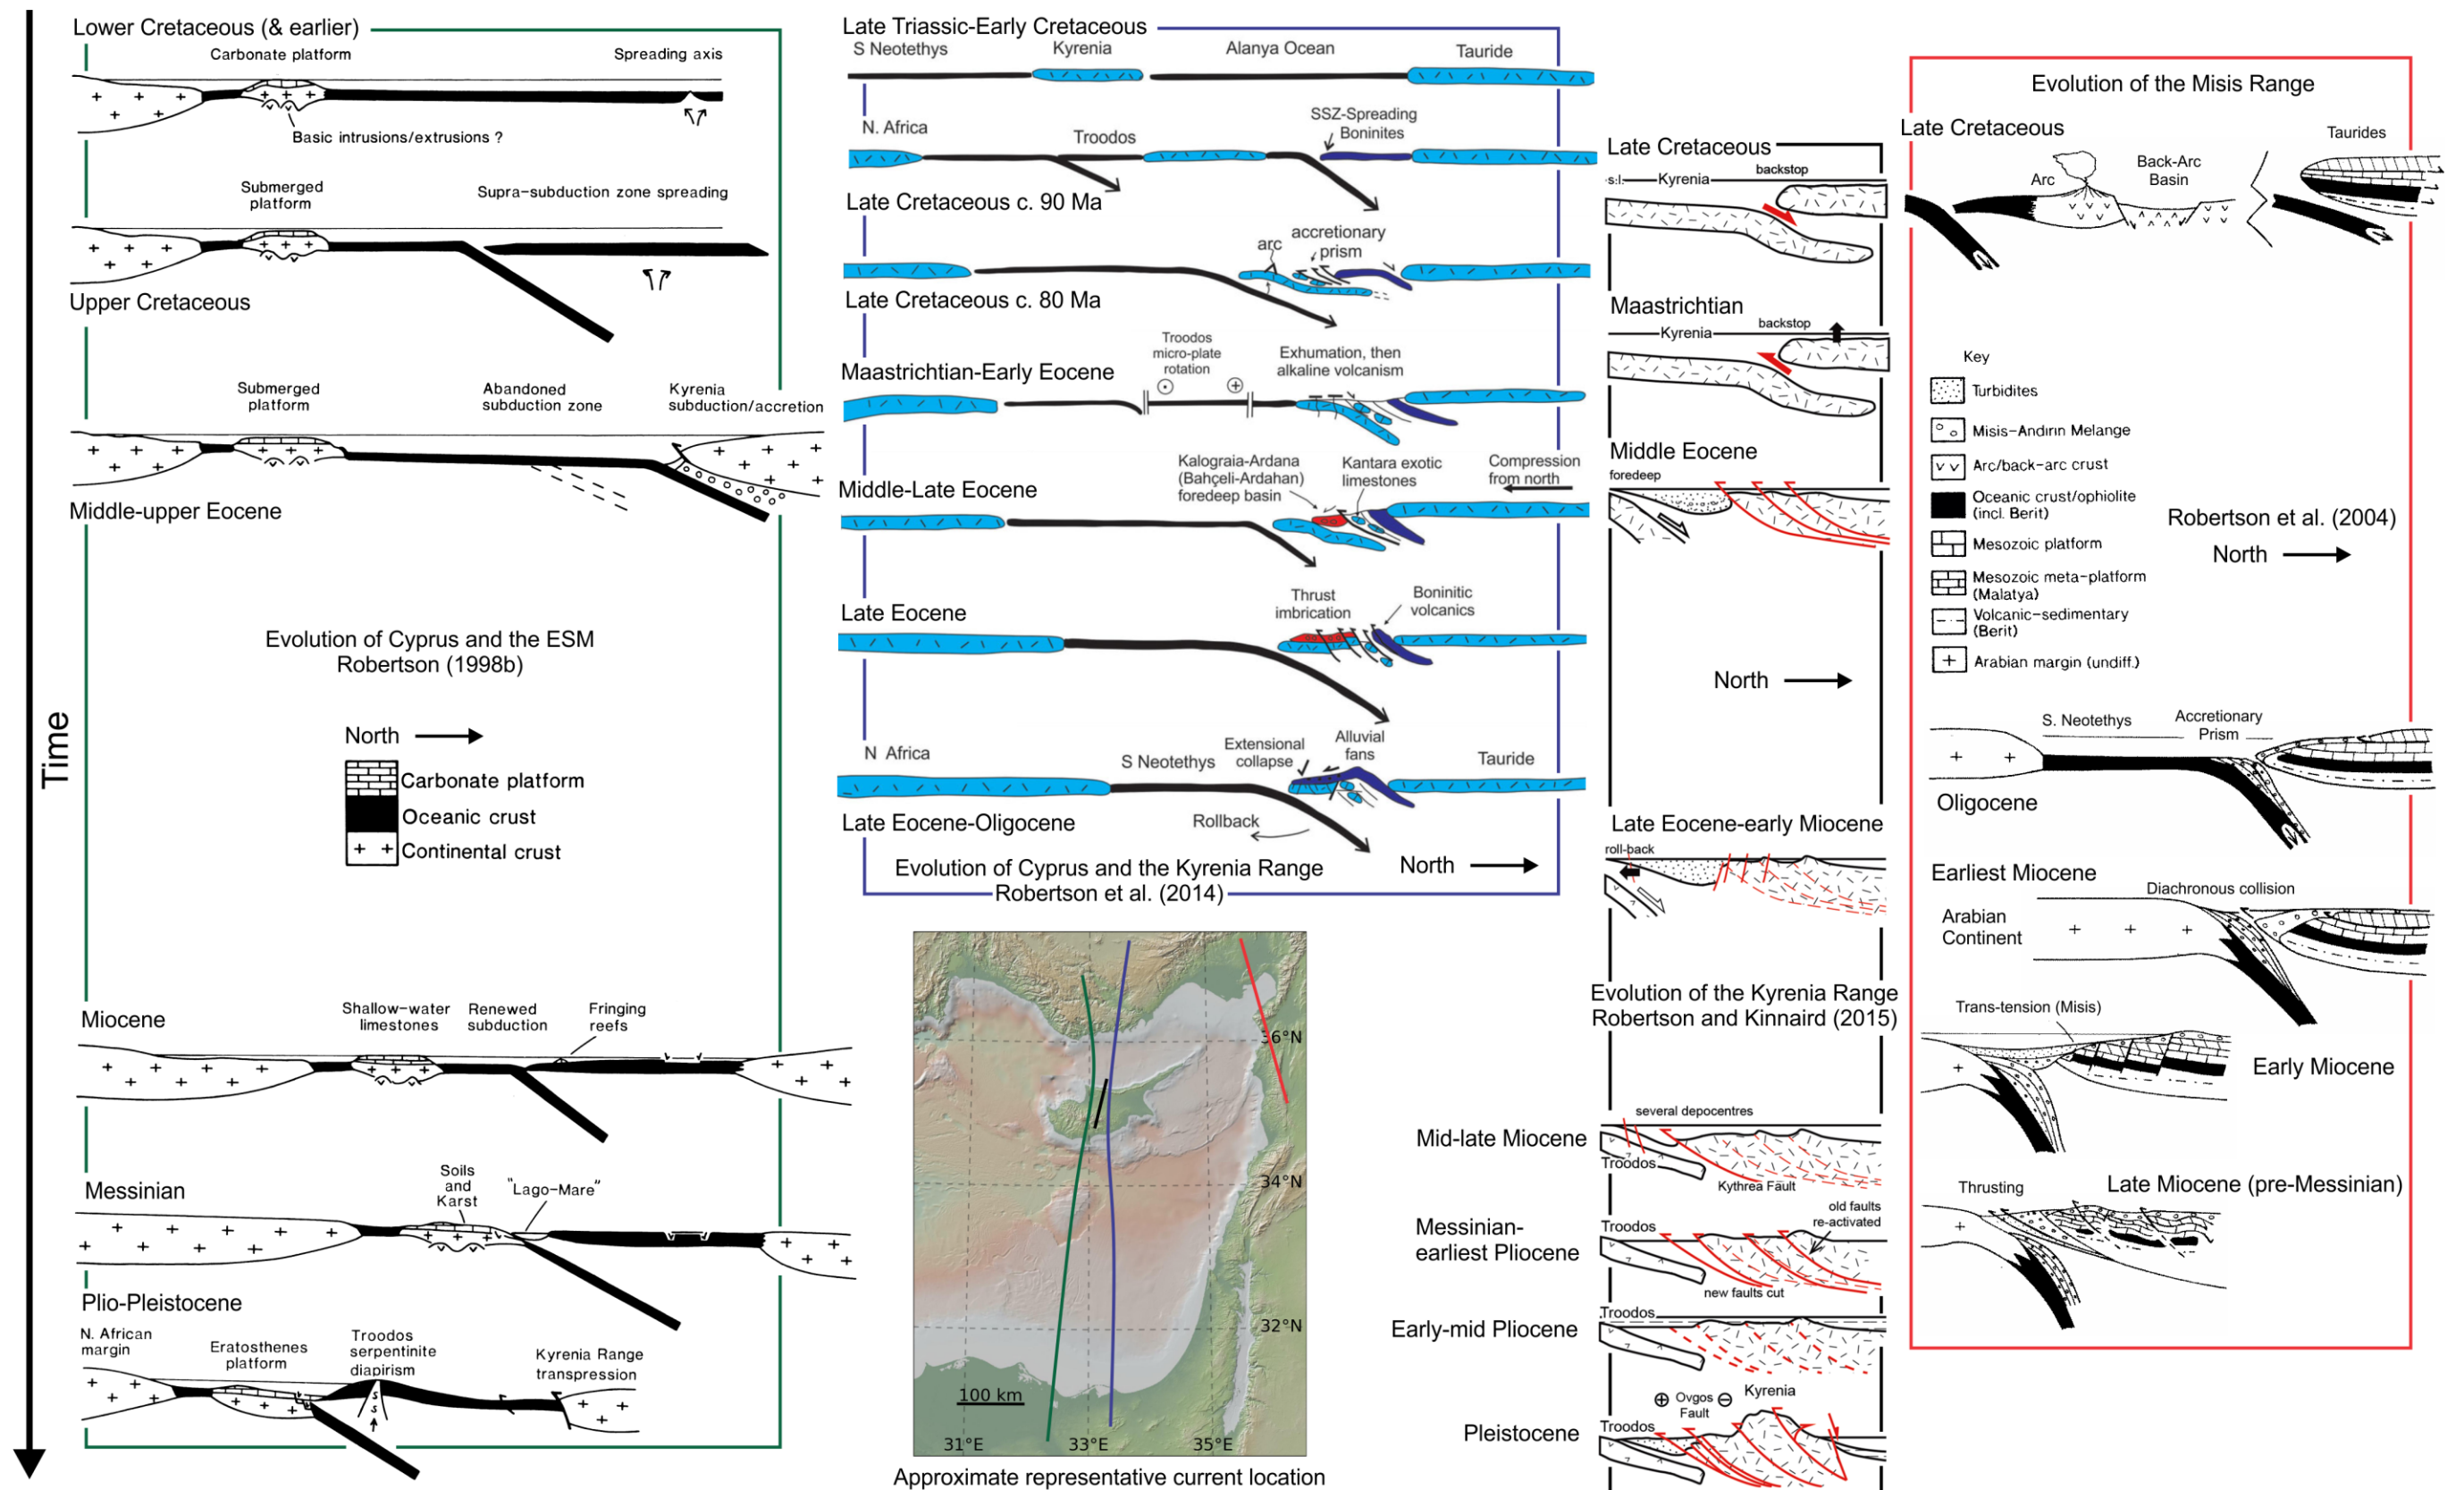 Time
Lower Cretaceous (& earlier)
Carbonate platform
Spreading axis
Basic intrusions/extrusions ?
Submerged
platform
Supra-subduction zone spreading
Upper Cretaceous
Submerged
platform
Abandoned
subduction zone
Kyrenia
subduction/accretion
Middle-upper Eocene
Evolution of Cyprus and the ESM
Robertson (1998b)
North
Carbonate platform
Oceanic crust
Continental crust
Miocene
Shallow-water
limestones
Renewed
subduction
Fringing
reefs
Messinian
Soils
and
Karst
"Lago-Mare"
Plio-Pleistocene
N. African
margin
Eratosthenes
platform
Troodos
serpentinite
diapirism
Kyrenia Range
transpression
S
S
S
Late Triassic-Early Cretaceous
S Neotethys
Kyrenia
Alanya Ocean
Tauride
N. Africa
Troodos
SSZ-Spreading
Boninites
Late Cretaceous c. 90 Ma
arc
accretionary
prism
Late Cretaceous c. 80 Ma
Troodos
micro-plate
rotation
Exhumation, then
alkaline volcanism
Maastrichtian-Early Eocene
Kalograia-Ardana
(Bahçeli-Ardahan)
foredeep basin
Kantara exotic
limestones
Compression
from north
Middle-Late Eocene
Thrust
imbrication
Boninitic
volcanics
Late Eocene
N Africa
S Neotethys
Extensional
collapse
Alluvial
fans
Tauride
Late Eocene-Oligocene
Rollback
Evolution of Cyprus and the Kyrenia Range
Robertson et al. (2014)
North
36°N
34°N
32°N
100 km
31°E
33°E
35°E
Approximate representative current location
Late Cretaceous
s.l.
Kyrenia
backstop
Maastrichtian
Kyrenia
backstop
Middle Eocene
foredeep
North
Late Eocene-early Miocene
roll-back
Evolution of the Kyrenia Range
Robertson and Kinnaird (2015)
several depocentres
Mid-late Miocene
Troodos
Kythrea Fault
Messinian-
earliest Pliocene
Troodos
old faults
re-activated
new faults cut
Early-mid Pliocene
Troodos
Pleistocene
Troodos
Ovgos
Fault
Kyrenia
Evolution of the Misis Range
Late Cretaceous
Arc
Back-Arc
Basin
Taurides
Key
Turbidites
Misis-Andırın Melange
Arc/back-arc crust
Oceanic crust/ophiolite
(incl. Berit)
Mesozoic platform
Mesozoic meta-platform
(Malatya)
Volcanic-sedimentary
(Berit)
Arabian margin (undiff.)
Robertson et al. (2004)
North
S. Neotethys
Accretionary
Prism
Oligocene
Earliest Miocene
Diachronous collision
Arabian
Continent
Trans-tension (Misis)
Early Miocene
Thrusting
Late Miocene (pre-Messinian)